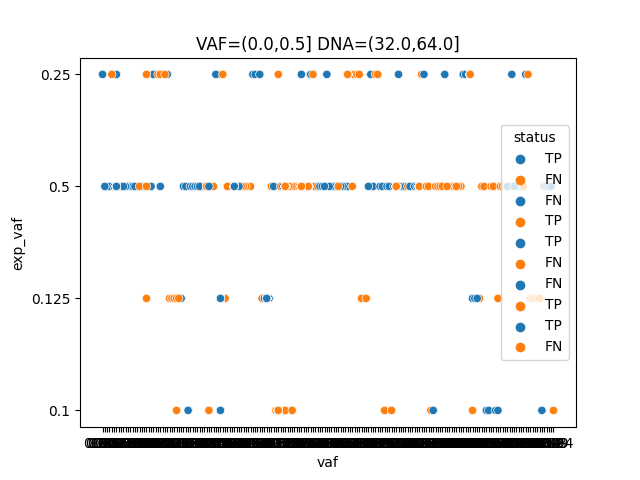 VAF=(0.0,0.5] DNA=(32.0,64.0]
0.25
0.5
0.125
0.1
exp_vaf
status
TP
FN
FN
TP
TP
FN
FN
TP
TP
FN
vaf